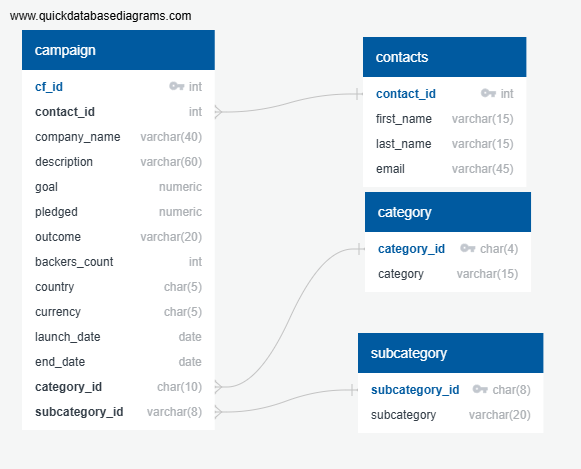 www.quickdatabasediagrams.com
campaign
cf_id int
contact_id int
company_name varchar(40)
description varchar(60)
goal numeric
pledged numeric
outcome varchar(20)
backers_count int
country char(5)
currency char(5)
launch_date date
end_date date
category_id char(10)
subcategory_id varchar(8)
contacts
contact_id int
first_name varchar(15)
last_name varchar(15)
email varchar(45)
category
category_id char(4)
category varchar(15)
subcategory
subcategory_id char(8)
subcategory varchar(20)